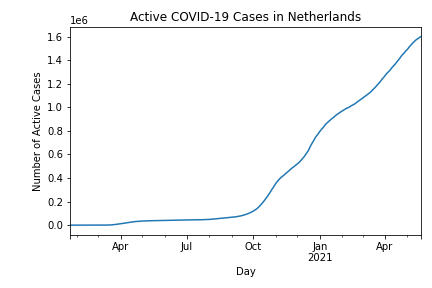 Active COVID-19 Cases in Netherlands
1e6
1.6
1.4
1.2
1.0
0.8
0.6
0.4
0.2
0.0
Number of Active Cases
Apr
Jul
Oct
Jan
2021
Apr
Day